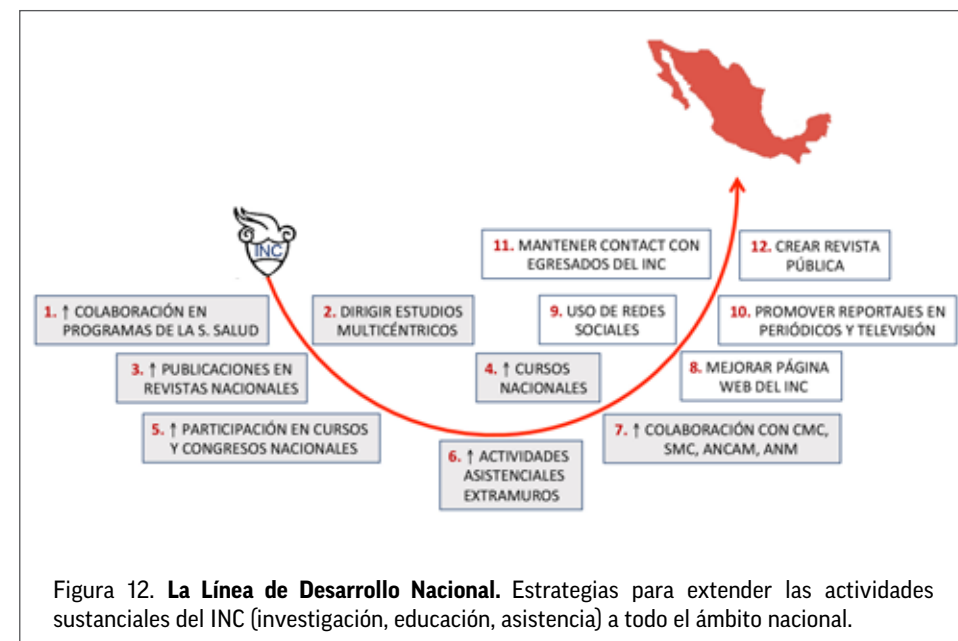 INC
1. ↑ COLABORACIÓN EN
PROGRAMAS DE LA S. SALUD
2. DIRIGIR ESTUDIOS
MULTICÉNTRICOS
3. ↑ PUBLICACIONES EN
REVISTAS NACIONALES
4. ↑ CURSOS
NACIONALES
5. ↑ PARTICIPACIÓN EN CURSOS
Y CONGRESOS NACIONALES
6. ↑ ACTIVIDADES
ASISTENCIALES
EXTRAMUROS
7. ↑ COLABORACIÓN CON CMC,
SMC, ANCAM, ANM
8. MEJORAR PÁGINA
WEB DEL INC
9. USO DE REDES
SOCIALES
10. PROMOVER REPORTAJES EN
PERIÓDICOS Y TELEVISIÓN
11. MANTENER CONTACT CON
EGRESADOS DEL INC
12. CREAR REVISTA
PÚBLICA
Figura 12. La Línea de Desarrollo Nacional. Estrategias para extender las actividades
sustanciales del INC (investigación, educación, asistencia) a todo el ámbito nacional.